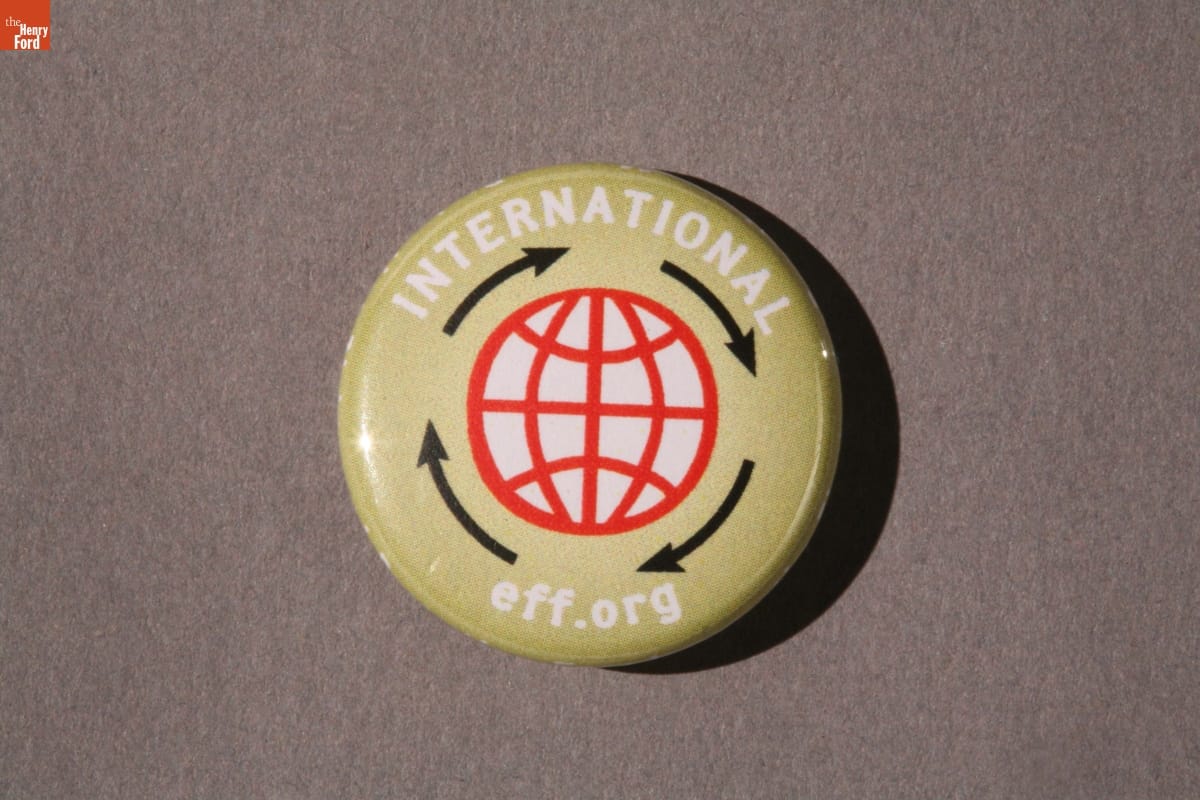 the
Henry
Ford
INTERNATIONAL
eff.org